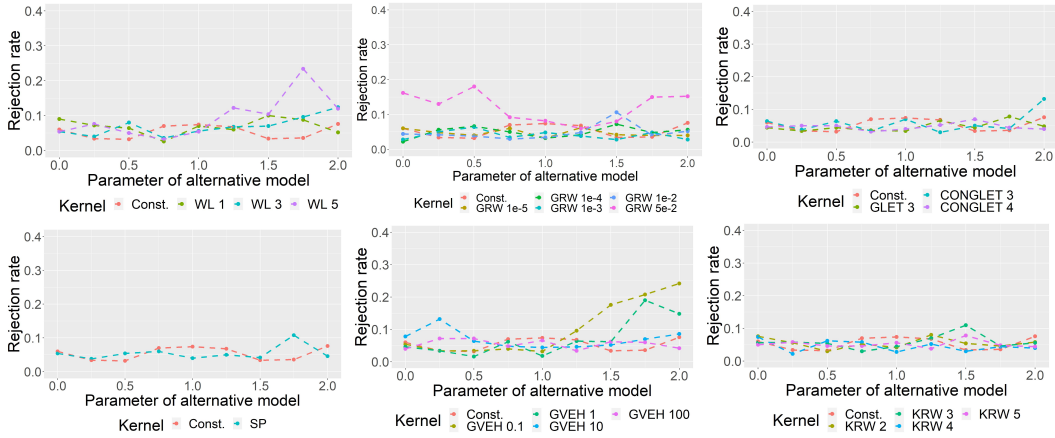 Rejection rate
0.4
0.3
0.2
0.1
0.0
0.0 0.5 1.0 1.5 2.0
Parameter of alternative model
Kernel Const. WL 1 WL 3 WL 5
Rejection rate
0.4
0.3
0.2
0.1
0.0
0.0 0.5 1.0 1.5 2.0
Parameter of alternative model
Kernel Const. GRW 1e-4 GRW 1e-2
GRW 1e-5 GRW 1e-3 GRW 5e-2
Rejection rate
0.4
0.3
0.2
0.1
0.0
0.0 0.5 1.0 1.5 2.0
Parameter of alternative model
Kernel Const. CONGLET 3
GLET 3 CONGLET 4
Rejection rate
0.4
0.3
0.2
0.1
0.0
0.0 0.5 1.0 1.5 2.0
Parameter of alternative model
Kernel Const. SP
Rejection rate
0.4
0.3
0.2
0.1
0.0
0.0 0.5 1.0 1.5 2.0
Parameter of alternative model
Kernel Const. GVEH 1 GVEH 100
GVEH 0.1 GVEH 10
Rejection rate
0.4
0.3
0.2
0.1
0.0
0.0 0.5 1.0 1.5 2.0
Parameter of alternative model
Kernel Const. KRW 3 KRW 5
KRW 2 KRW 4